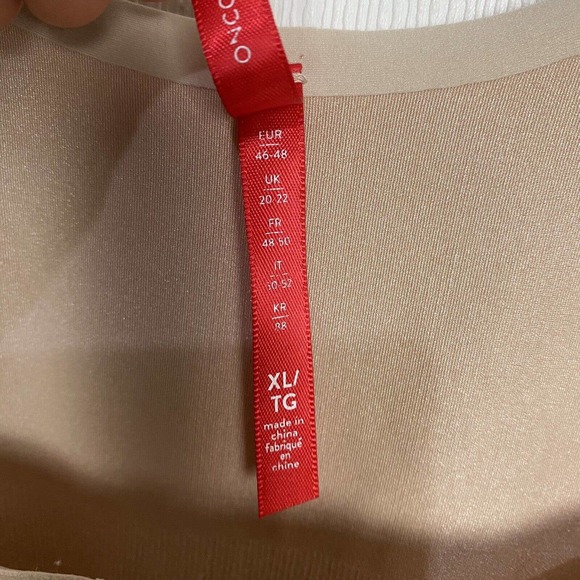 EUR
46-48
UK
20-22
FR
48-50
IT
50-52
KR
XL/
TG
made in
china
fabriqué
en
chine